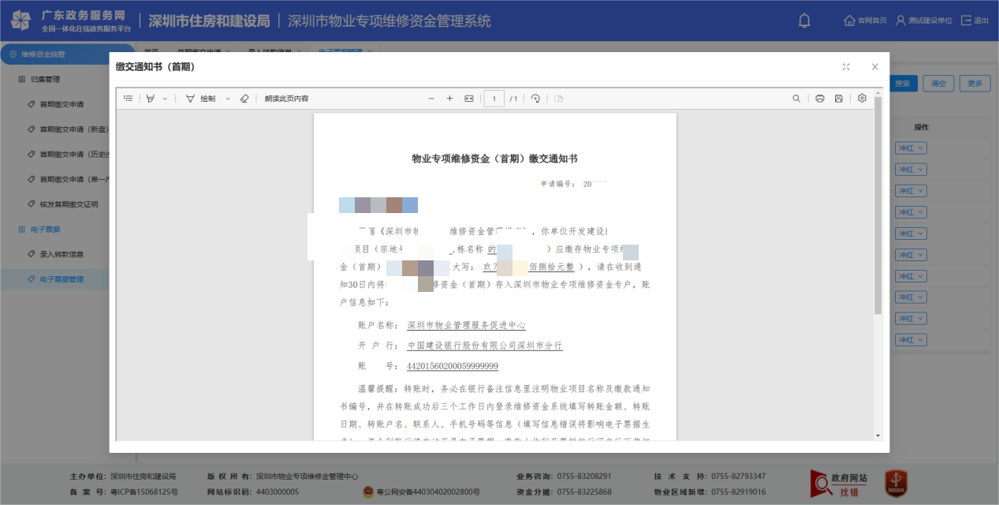 广东政务服务网
全国一体化在线政务服务平台
深圳市住房和建设局
深圳市物业专项维修资金管理系统
官网首页
测试建设单位
退出
维修资金统管
归集管理
首期缴交申请
首期缴交申请（新盘）
首期缴交申请（历史
首期缴交申请（单一
核发首期缴交证明
电子票据
录入转款信息
电子票据管理
首页
首期缴交申请
录入转款信息
电子票据管理
搜索
清空
更多
操作
冲红
冲红
冲红
冲红
冲红
冲红
冲红
冲红
冲红
冲红
缴交通知书（首期）
绘制
朗读此页内容
1 /1
物业专项维修资金（首期）缴交通知书
申请编号： 20
《深圳市物 维修资金管理 ，你单位开发建设
项目（宗地 ,栋名称 的 ）应缴存物业专项
金（首期） 大写： 玖 佰捌拾元整 ），请在收到通
知30日内将 修资金（首期）存入深圳市物业专项维修资金专户，账
户信息如下：
账户名称： 深圳市物业管理服务促进中心
开 户 行： 中国建设银行股份有限公司深圳市分行
账 号： 44201560200059999999
温馨提醒：转账时，务必在银行备注信息里注明物业项目名称及缴款通知
书编号，并在转账成功后三个工作日内登录维修资金系统填写转账金额、转账
日期、转账户名、联系人、手机号码等信息（填写信息错误将影响电子票据生
主办单位：深圳市住房和建设局
版 权 所 有：深圳市物业专项维修金管理中心
业务咨询：0755-83208291
技 术 支 持：0755-82793347
备 案 号：粤ICP备15068125号
网站标识码：4403000005
粤公网安备44030402002800号
资金分摊：0755-83225868
物业区域新增：0755-82919016
政府网站
找错